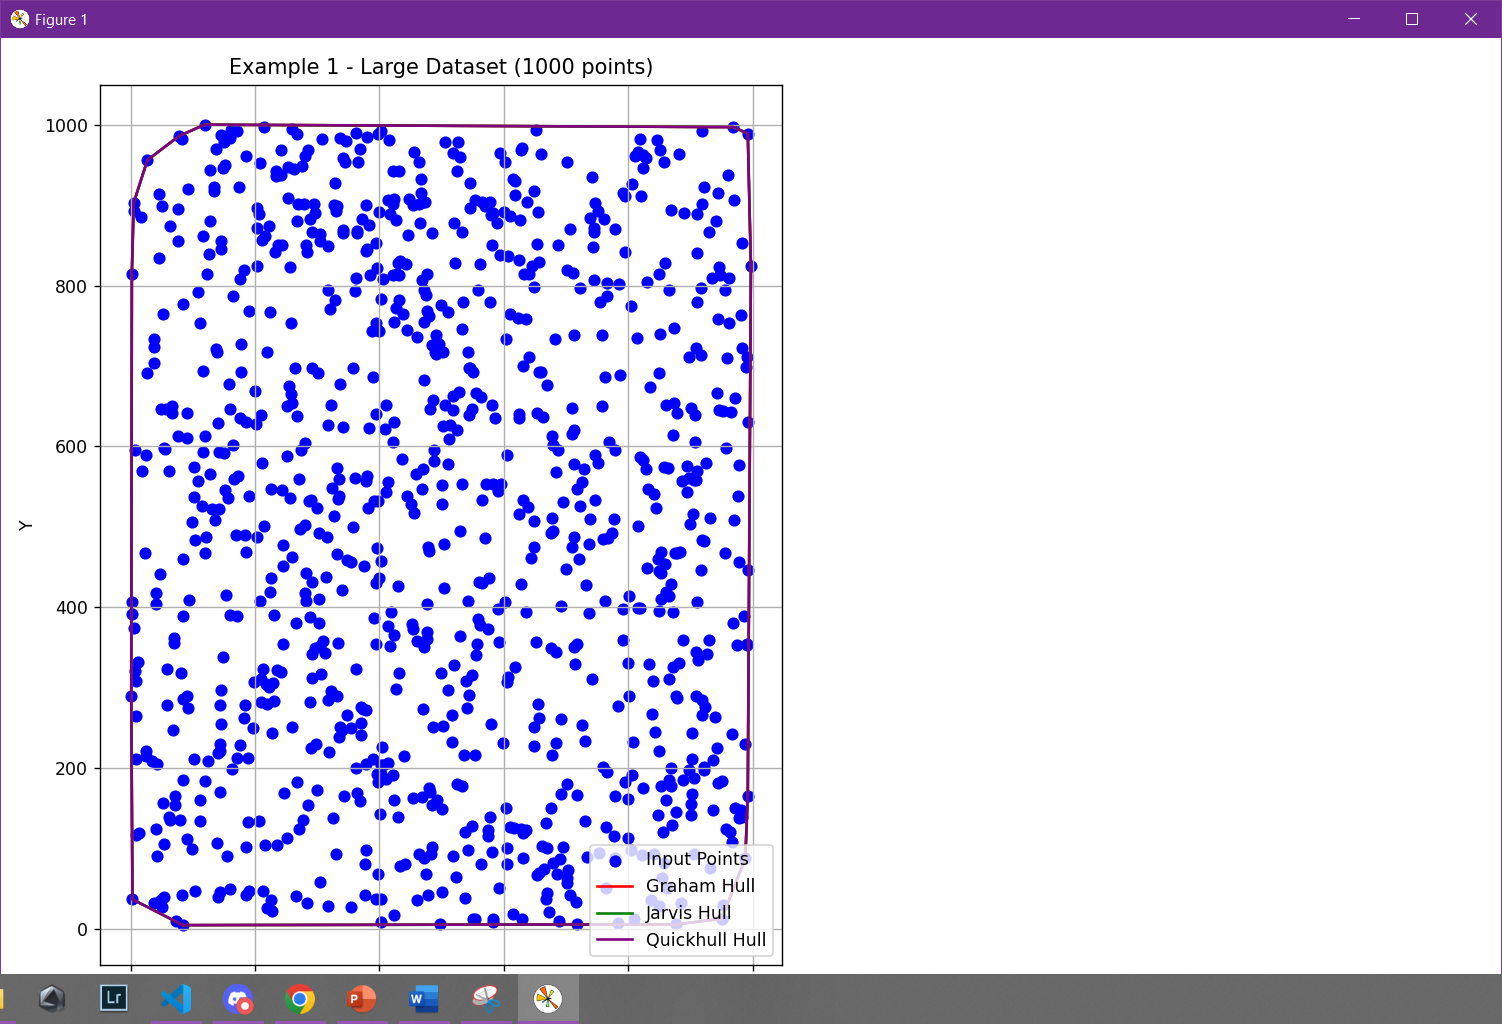 Figure 1
Example 1 - Large Dataset (1000 points)
1000
800
600
400
200
0
Y
Input Points
Graham Hull
Jarvis Hull
Quickhull Hull
Lr
P
W